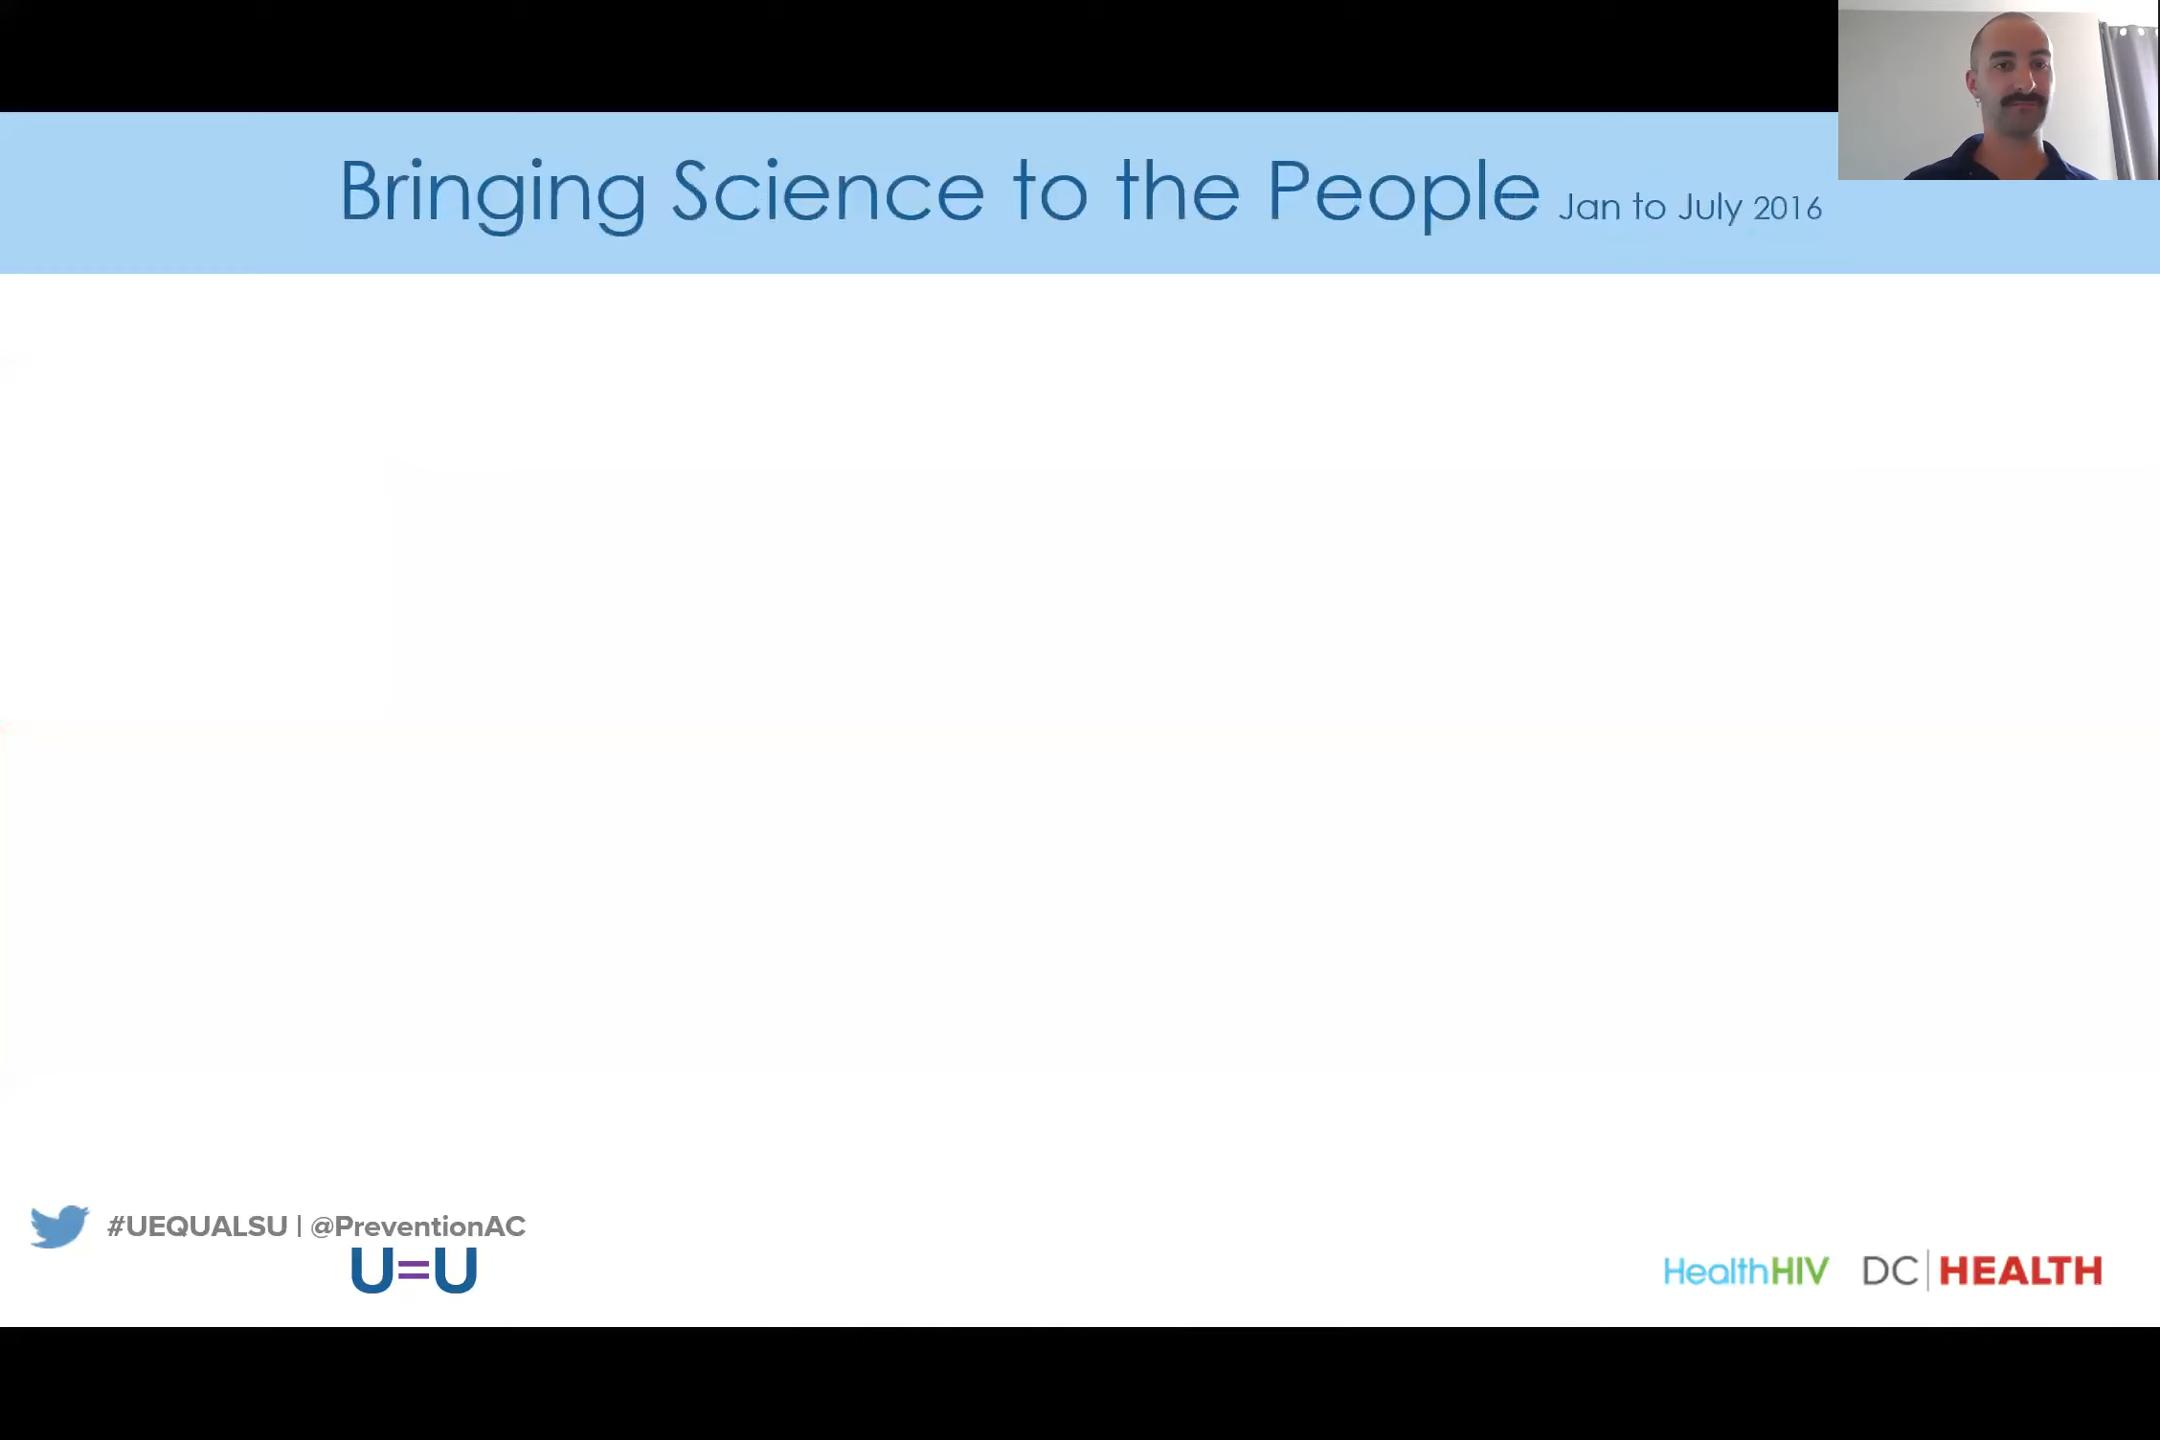 Bringing Science to the People Jan to July 2016
#UEQUALSU | @PreventionAC
U=U
HealthHIV DC | HEALTH